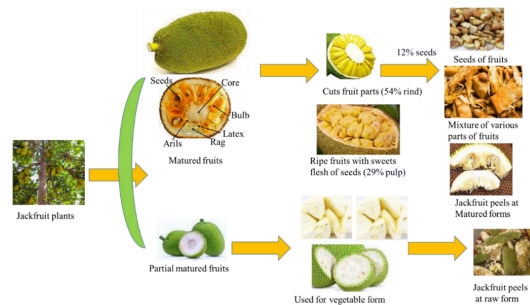 Seeds
Core
Bulb
Latex
Rag
Arils
Matured fruits
Jackfruit plants
Partial matured fruits
Cuts fruit parts (54% rind)
12% seeds
Ripe fruits with sweets
flesh of seeds (29% pulp)
Used for vegetable form
Seeds of fruits
Mixture of various
parts of fruits
Jackfruit peels at
Matured forms
Jackfruit peels
at raw form